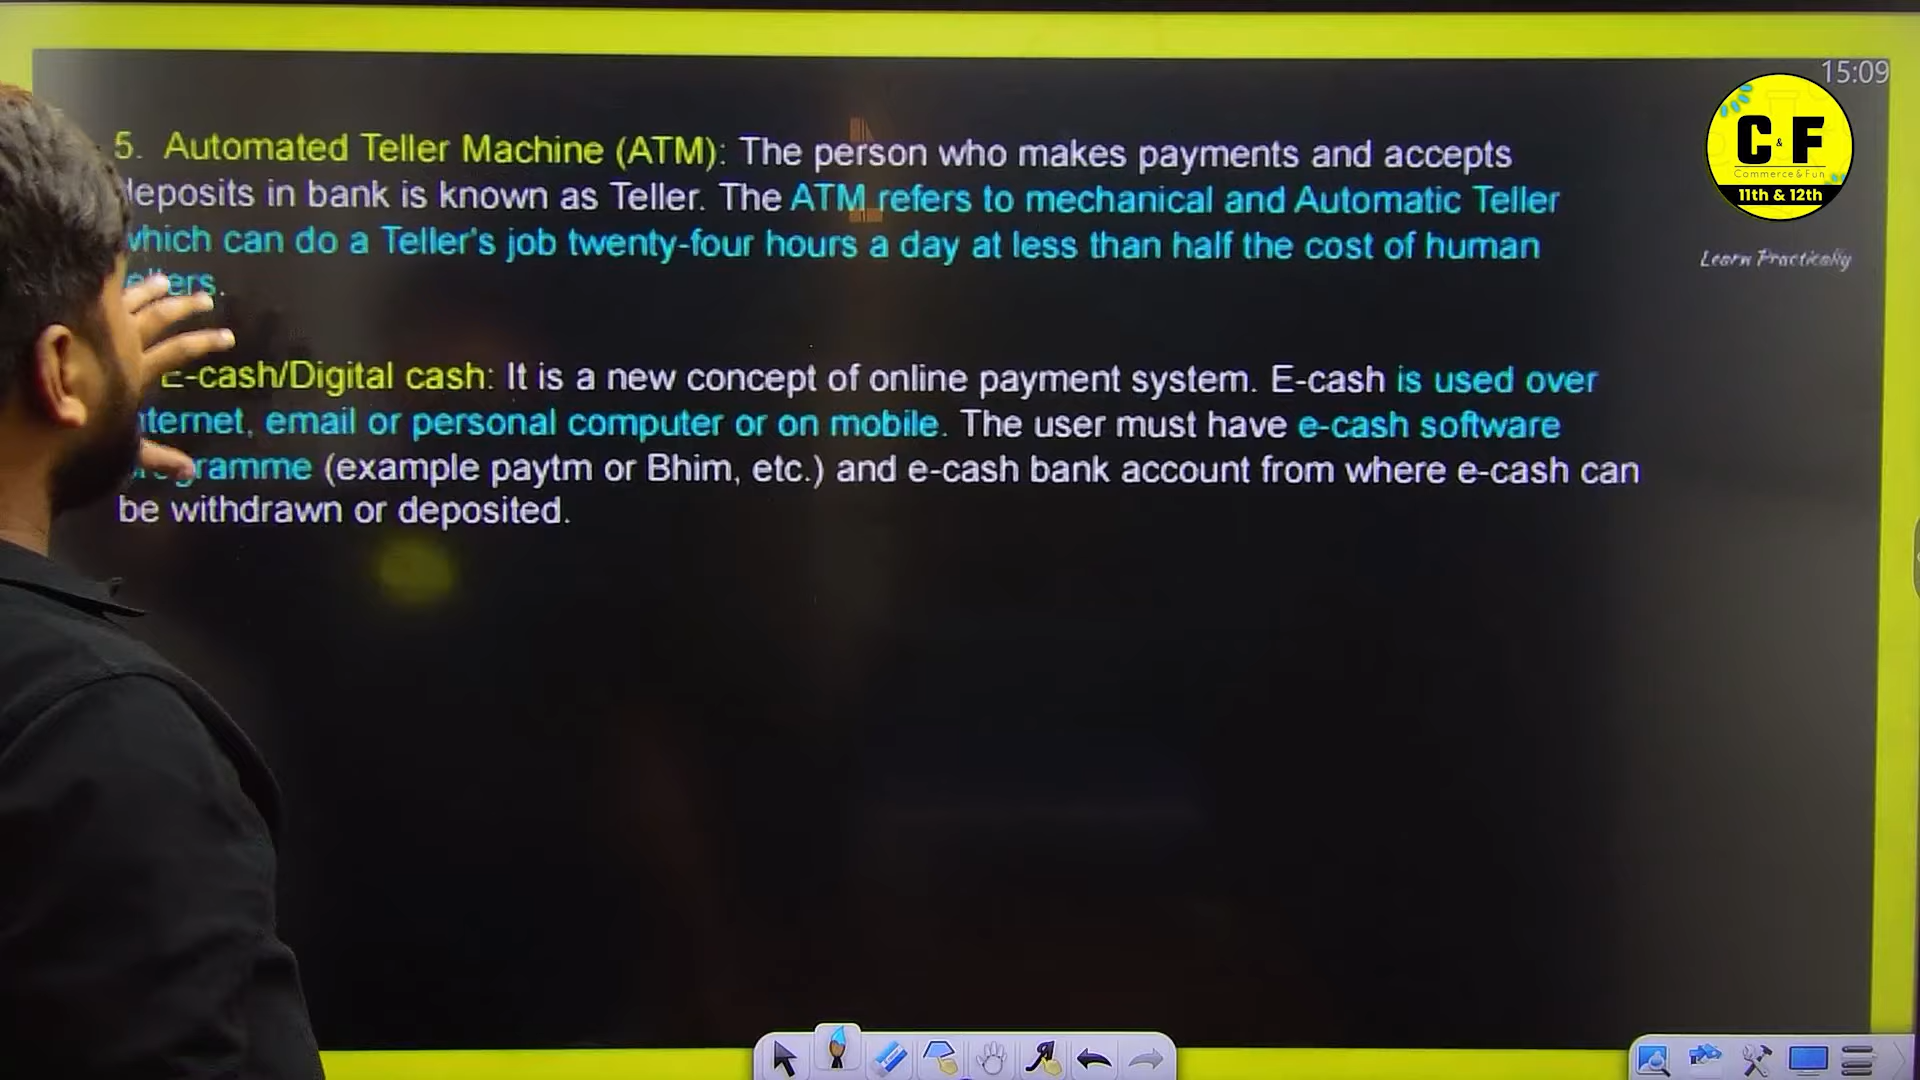 15:09
C & F
Commerce & Fun
11th & 12th
Learn Practically
5. Automated Teller Machine (ATM): The person who makes payments and accepts
deposits in bank is known as Teller. The ATM refers to mechanical and Automatic Teller
which can do a Teller's job twenty-four hours a day at less than half the cost of human
E-cash/Digital cash: It is a new concept of online payment system. E-cash is used over
internet, email or personal computer or on mobile. The user must have e-cash software
programme (example paytm or Bhim, etc.) and e-cash bank account from where e-cash can
be withdrawn or deposited.